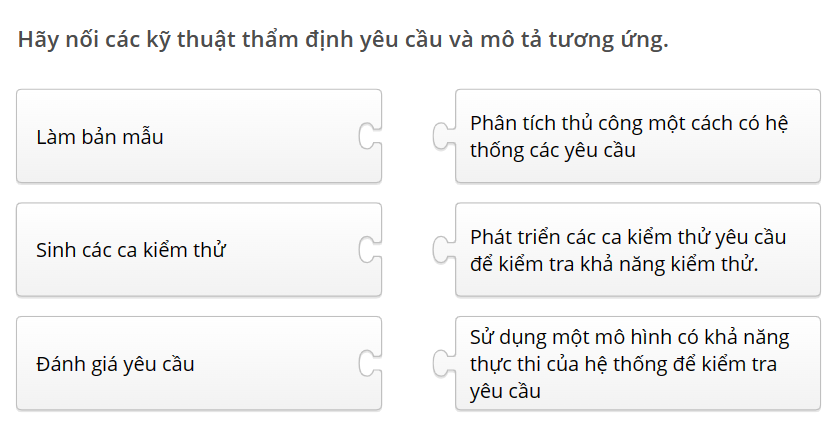 Hãy nối các kỹ thuật thẩm định yêu cầu và mô tả tương ứng.
Làm bản mẫu
Phân tích thủ công một cách có hệ
thống các yêu cầu
Sinh các ca kiểm thử
Phát triển các ca kiểm thử yêu cầu
để kiểm tra khả năng kiểm thử.
Đánh giá yêu cầu
Sử dụng một mô hình có khả năng
thực thi của hệ thống để kiểm tra
yêu cầu